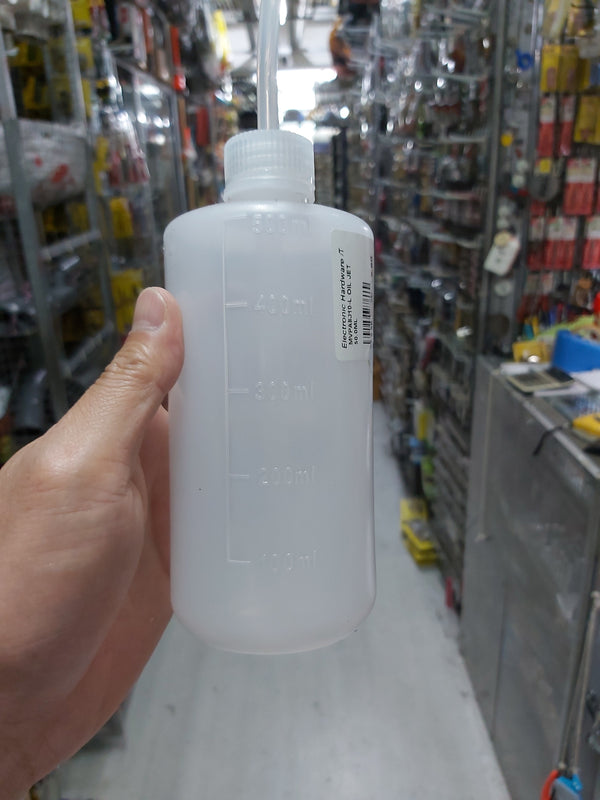 500ml
400ml
300ml
200ml
100ml
Electronic Hardware /T
OIL JET